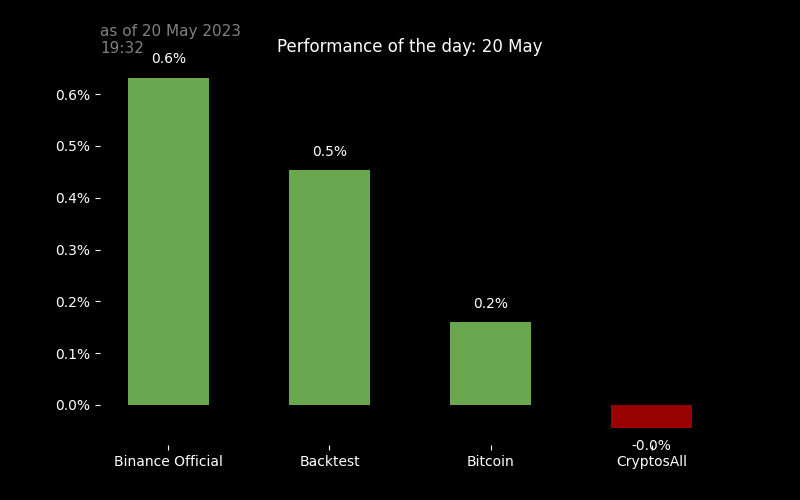 as of 20 May 2023
19:32
Performance of the day: 20 May
0.6%
0.6%
0.5%
0.5%
0.4%
0.3%
0.2%
0.2%
0.1%
0.0%
-0.0%
Binance Official
Backtest
Bitcoin
CryptosAll